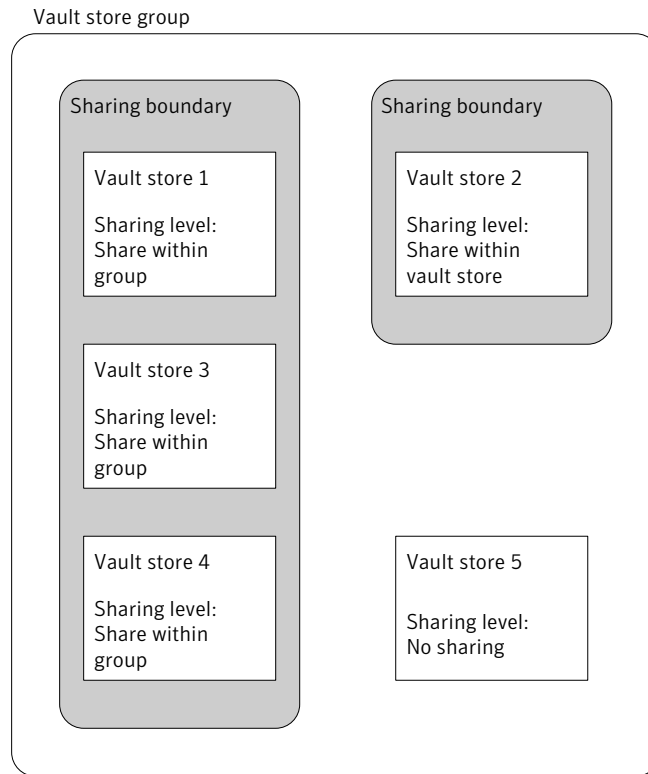 Vault store group
Sharing boundary
Vault store 1
Sharing level:
Share within
group
Vault store 3
Sharing level:
Share within
group
Vault store 4
Sharing level:
Share within
group
Sharing boundary
Vault store 2
Sharing level:
Share within
vault store
Vault store 5
Sharing level:
No sharing